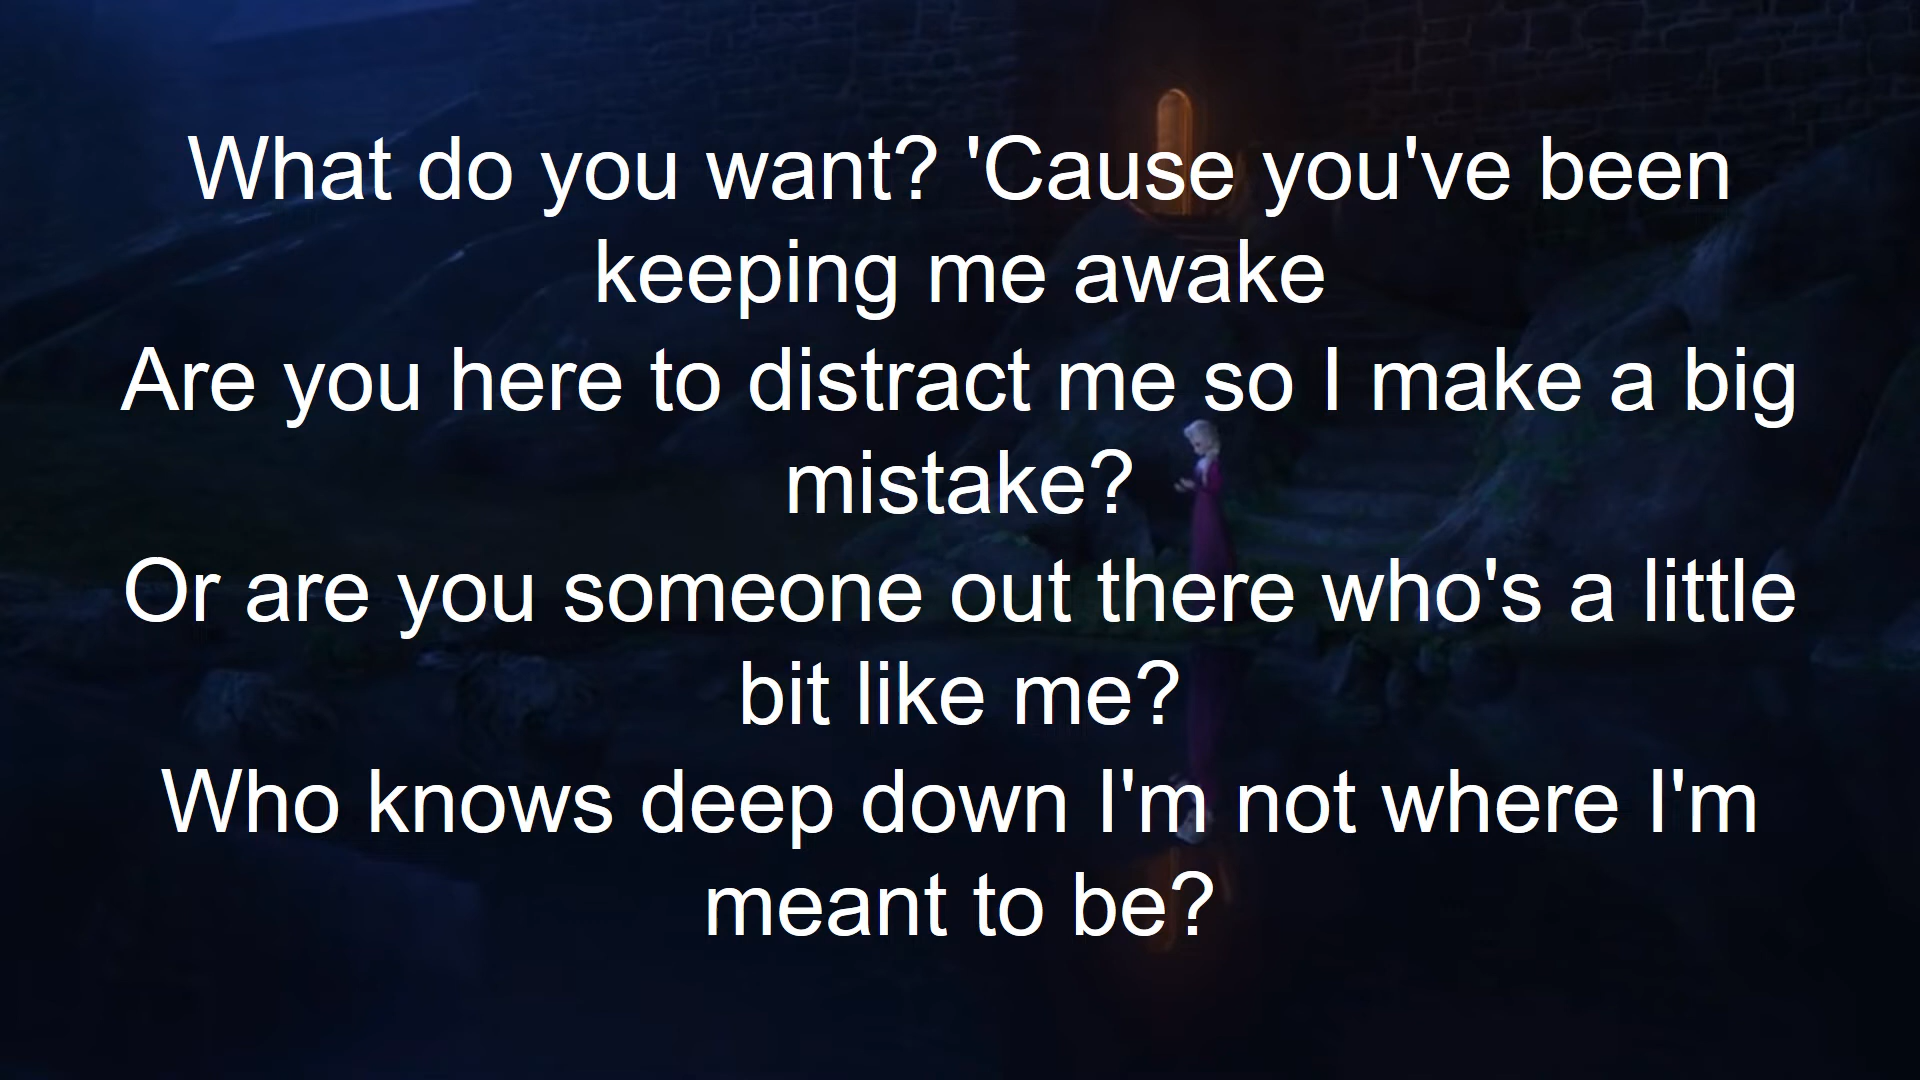 What do you want? 'Cause you've been
keeping me awake
Are you here to distract me so I make a big
mistake?
Or are you someone out there who's a little
bit like me?
Who knows deep down I'm not where I'm
meant to be?